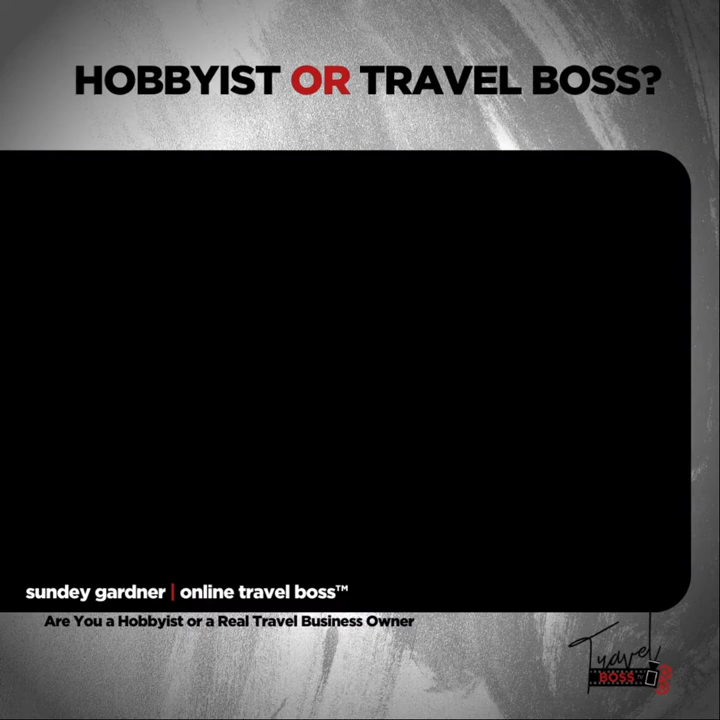 HOBBYIST OR TRAVEL BOSS?
sundey gardner | online travel boss™
Are You a Hobbyist or a Real Travel Business Owner
Travel
BOSS TV